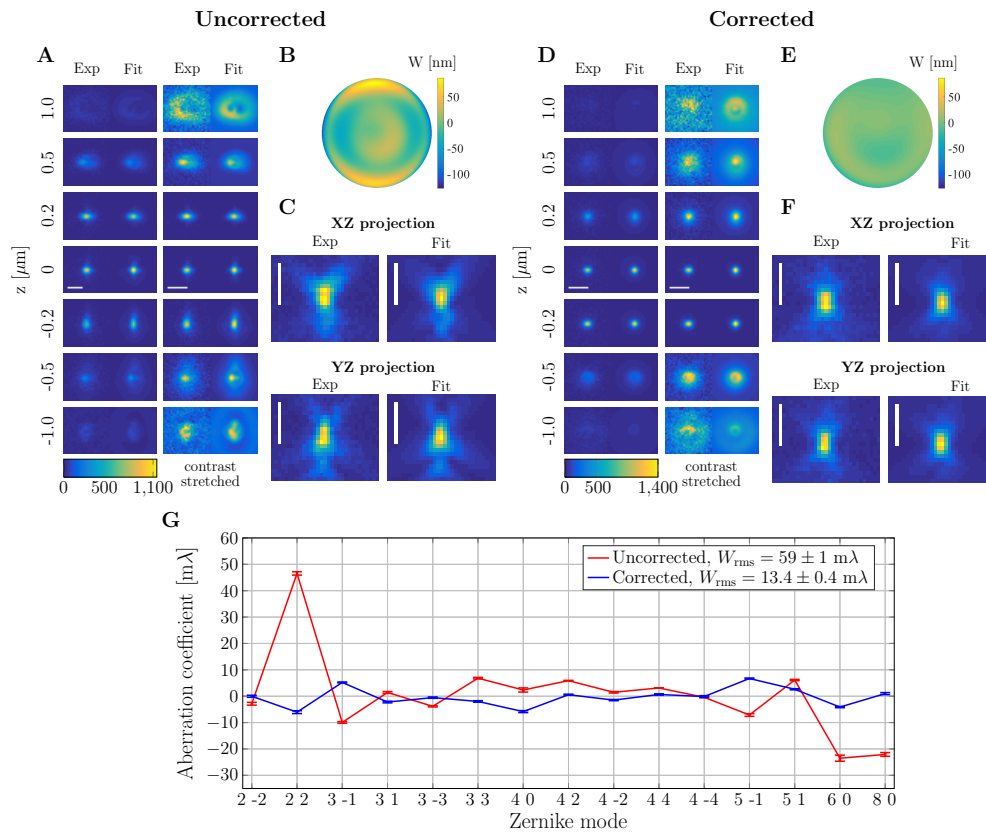 Uncorrected
Corrected
A
Exp Fit Exp Fit
z [μm]
1.0
0.5
0.2
0
-0.2
-0.5
-1.0
0 500 1,100
contrast
stretched
B
W [nm]
50
0
-50
-100
C
XZ projection
Exp Fit
YZ projection
Exp Fit
D
Exp Fit Exp Fit
z [μm]
1.0
0.5
0.2
0
-0.2
-0.5
-1.0
0 500 1,400
contrast
stretched
E
W [nm]
50
0
-50
-100
F
XZ projection
Exp Fit
YZ projection
Exp Fit
G
Aberration coefficient [mλ]
60
50
40
30
20
10
0
−10
−20
−30
Uncorrected, Wrms = 59 ± 1 mλ
Corrected, Wrms = 13.4 ± 0.4 mλ
2 -2 2 2 3 -1 3 1 3 -3 3 3 4 0 4 2 4 -2 4 4 4 -4 5 -1 5 1 6 0 8 0
Zernike mode